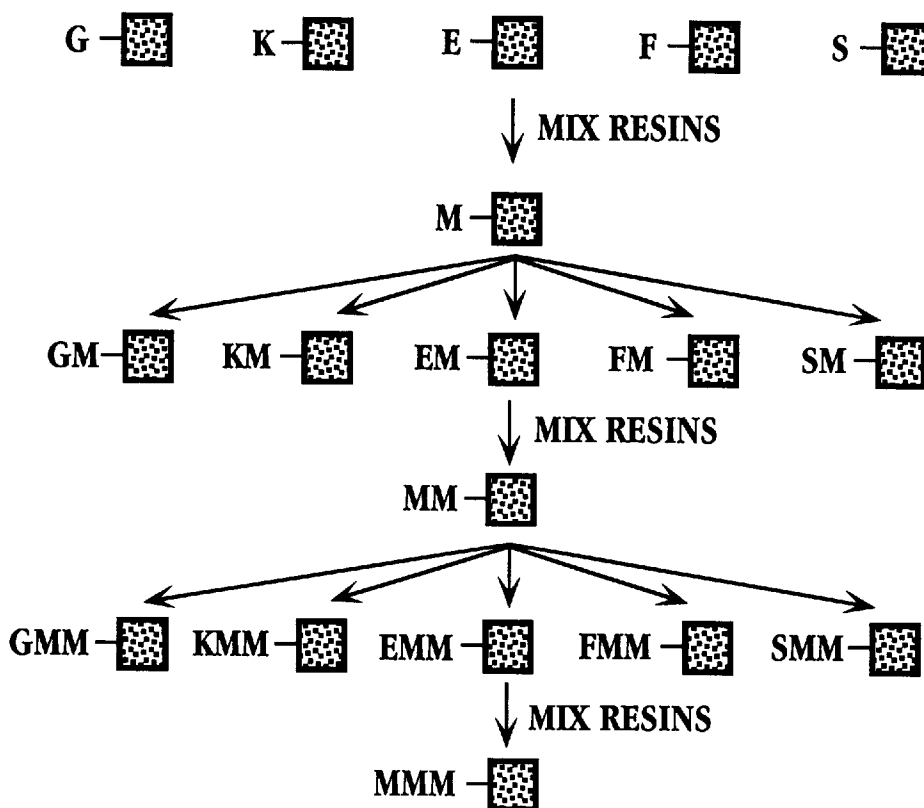 G K E F S
MIX RESINS
M
GM KM EM FM SM
MIX RESINS
MM
GMM KMM EMM FMM SMM
MIX RESINS
MMM